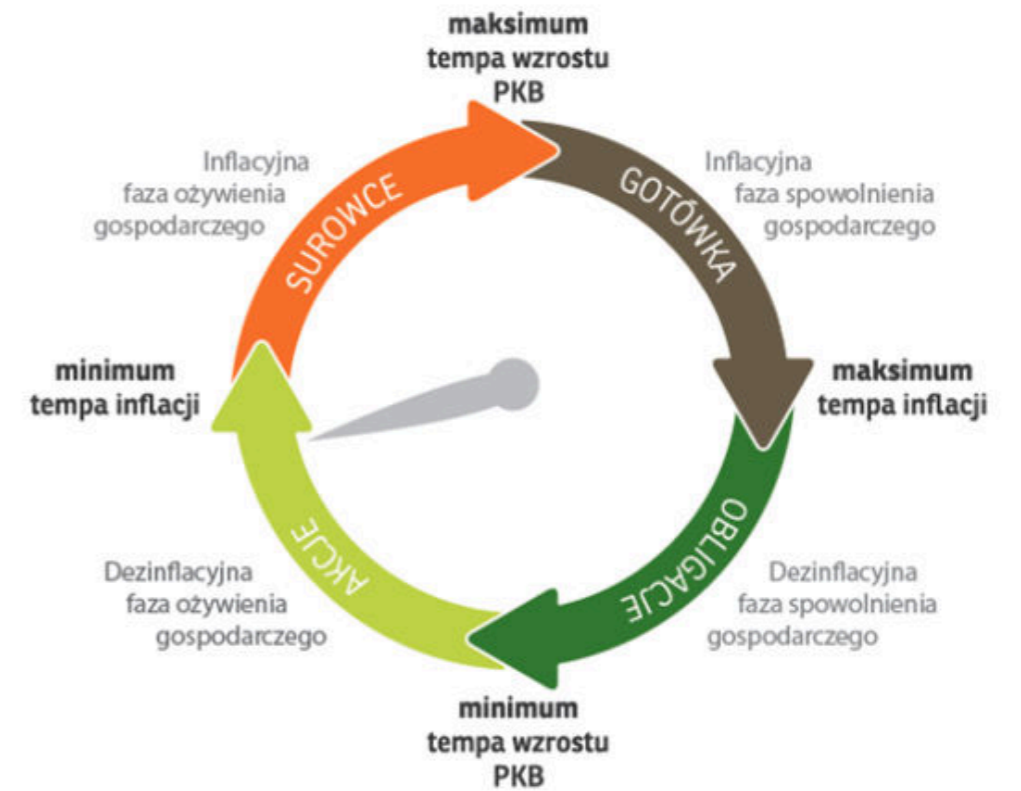 maksimum
tempa wzrostu
PKB
Inflacyjna
faza ożywienia
gospodarczego
Inflacyjna
faza spowolnienia
gospodarczego
SUROWCE
GOTÓWKA
minimum
tempa inflacji
maksimum
tempa inflacji
AKCJE
OBLIGACJE
Dezinflacyjna
faza ożywienia
gospodarczego
Dezinflacyjna
faza spowolnienia
gospodarczego
minimum
tempa wzrostu
PKB